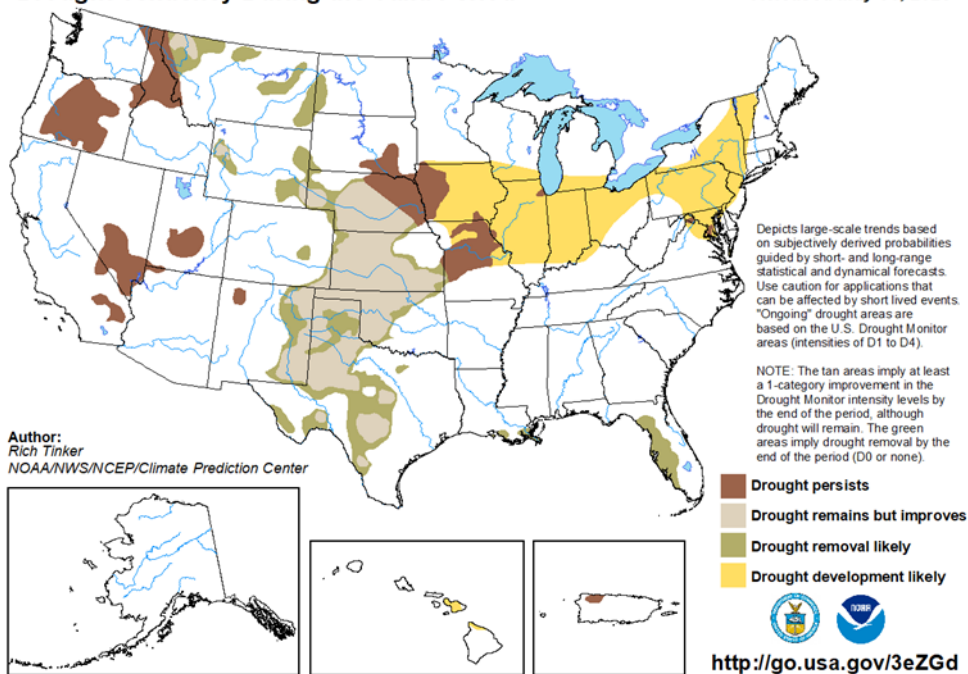 Depicts large-scale trends based
on subjectively derived probabilities
guided by short- and long-range
statistical and dynamical forecasts.
Use caution for applications that
can be affected by short lived events.
"Ongoing" drought areas are
based on the U.S. Drought Monitor
areas (intensities of D1 to D4).
NOTE: The tan areas imply at least
a 1-category improvement in the
Drought Monitor intensity levels by
the end of the period, although
drought will remain. The green
areas imply drought removal by the
end of the period (D0 or none).
Author:
Rich Tinker
NOAA/NWS/NCEP/Climate Prediction Center
Drought persists
Drought remains but improves
Drought removal likely
Drought development likely
NOAA
http://go.usa.gov/3eZGd